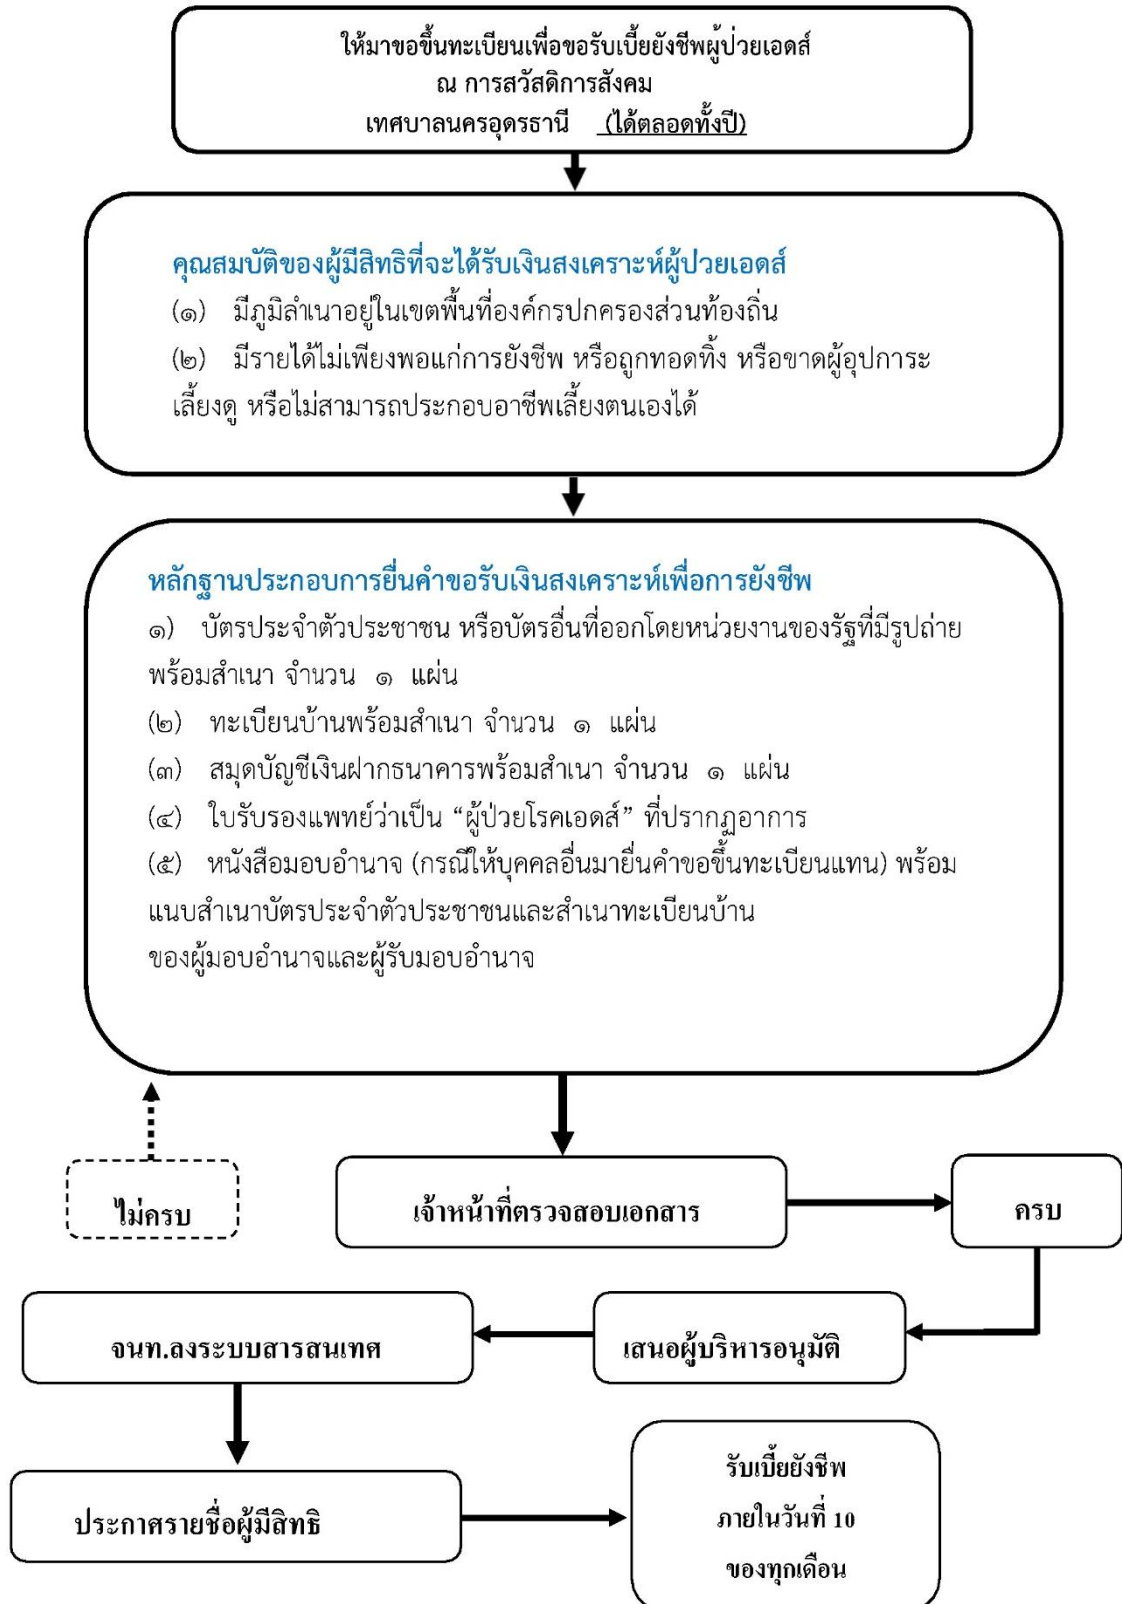 ให้มาขอขึ้นทะเบียนเพื่อขอรับเบี้ยยังชีพผู้ป่วยเอดส์
ณ การสวัสดิการสังคม
เทศบาลนครอุดรธานี (ได้ตลอดทั้งปี)
คุณสมบัติของผู้มีสิทธิที่จะได้รับเงินสงเคราะห์ผู้ป่วยเอดส์
(๑) มีภูมิลำเนาอยู่ในเขตพื้นที่องค์กรปกครองส่วนท้องถิ่น
(๒) มีรายได้ไม่เพียงพอแก่การยังชีพ หรือถูกทอดทิ้ง หรือขาดผู้อุปการะ
เลี้ยงดู หรือไม่สามารถประกอบอาชีพเลี้ยงตนเองได้
หลักฐานประกอบการยื่นคำขอรับเงินสงเคราะห์เพื่อการยังชีพ
๑) บัตรประจำตัวประชาชน หรือบัตรอื่นที่ออกโดยหน่วยงานของรัฐที่มีรูปถ่าย
พร้อมสำเนา จำนวน ๑ แผ่น
(๒) ทะเบียนบ้านพร้อมสำเนา จำนวน ๑ แผ่น
(๓) สมุดบัญชีเงินฝากธนาคารพร้อมสำเนา จำนวน ๑ แผ่น
(๔) ใบรับรองแพทย์ว่าเป็น “ผู้ป่วยโรคเอดส์” ที่ปรากฏอาการ
(๕) หนังสือมอบอำนาจ (กรณีให้บุคคลอื่นมายื่นคำขอขึ้นทะเบียนแทน) พร้อม
แนบสำเนาบัตรประจำตัวประชาชนและสำเนาทะเบียนบ้าน
ของผู้มอบอำนาจและผู้รับมอบอำนาจ
ไม่ครบ
เจ้าหน้าที่ตรวจสอบเอกสาร
ครบ
จนท.ลงระบบสารสนเทศ
เสนอผู้บริหารอนุมัติ
ประกาศรายชื่อผู้มีสิทธิ
รับเบี้ยยังชีพ
ภายในวันที่ 10
ของทุกเดือน